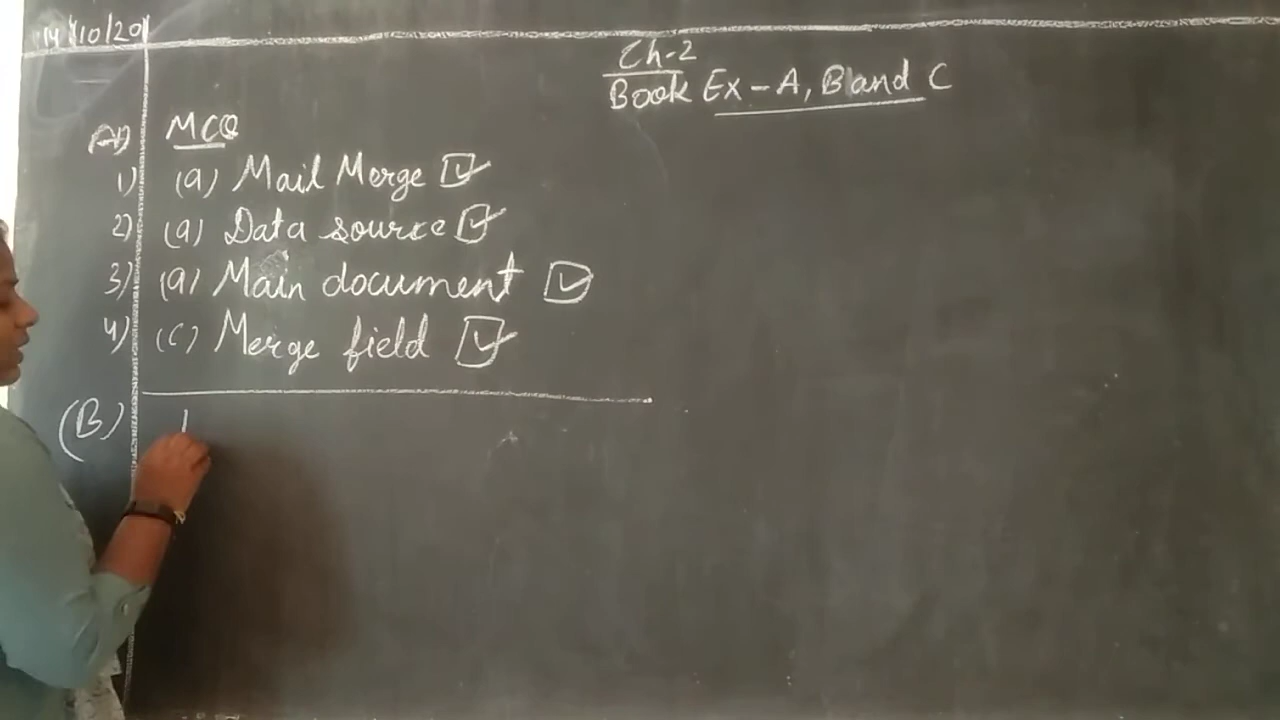 14/10/20
Ch-2
Book Ex - A, B and C
A) MCQ
1) (a) Mail Merge
2) (a) Data source
3) (a) Main document
4) (c) Merge field
(B)